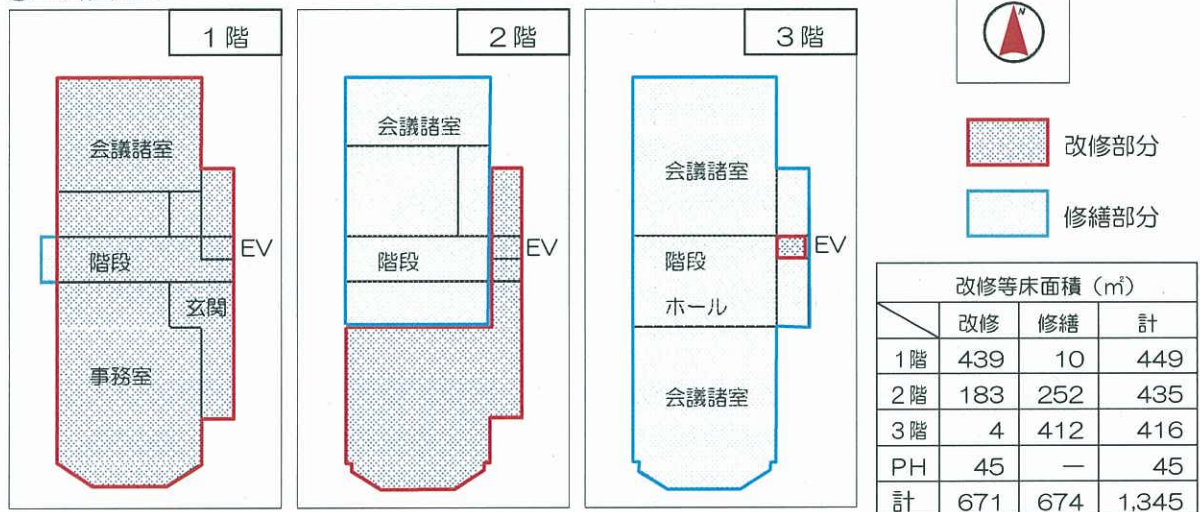 1階
会議諸室
階段
EV
玄関
事務室
2階
会議諸室
階段
EV
3階
会議諸室
階段
EV
ホール
会議諸室
N
改修部分
修繕部分
改修等床面積(㎡)
改修 修繕 計
1階 439 10 449
2階 183 252 435
3階 4 412 416
PH 45 — 45
計 671 674 1,345